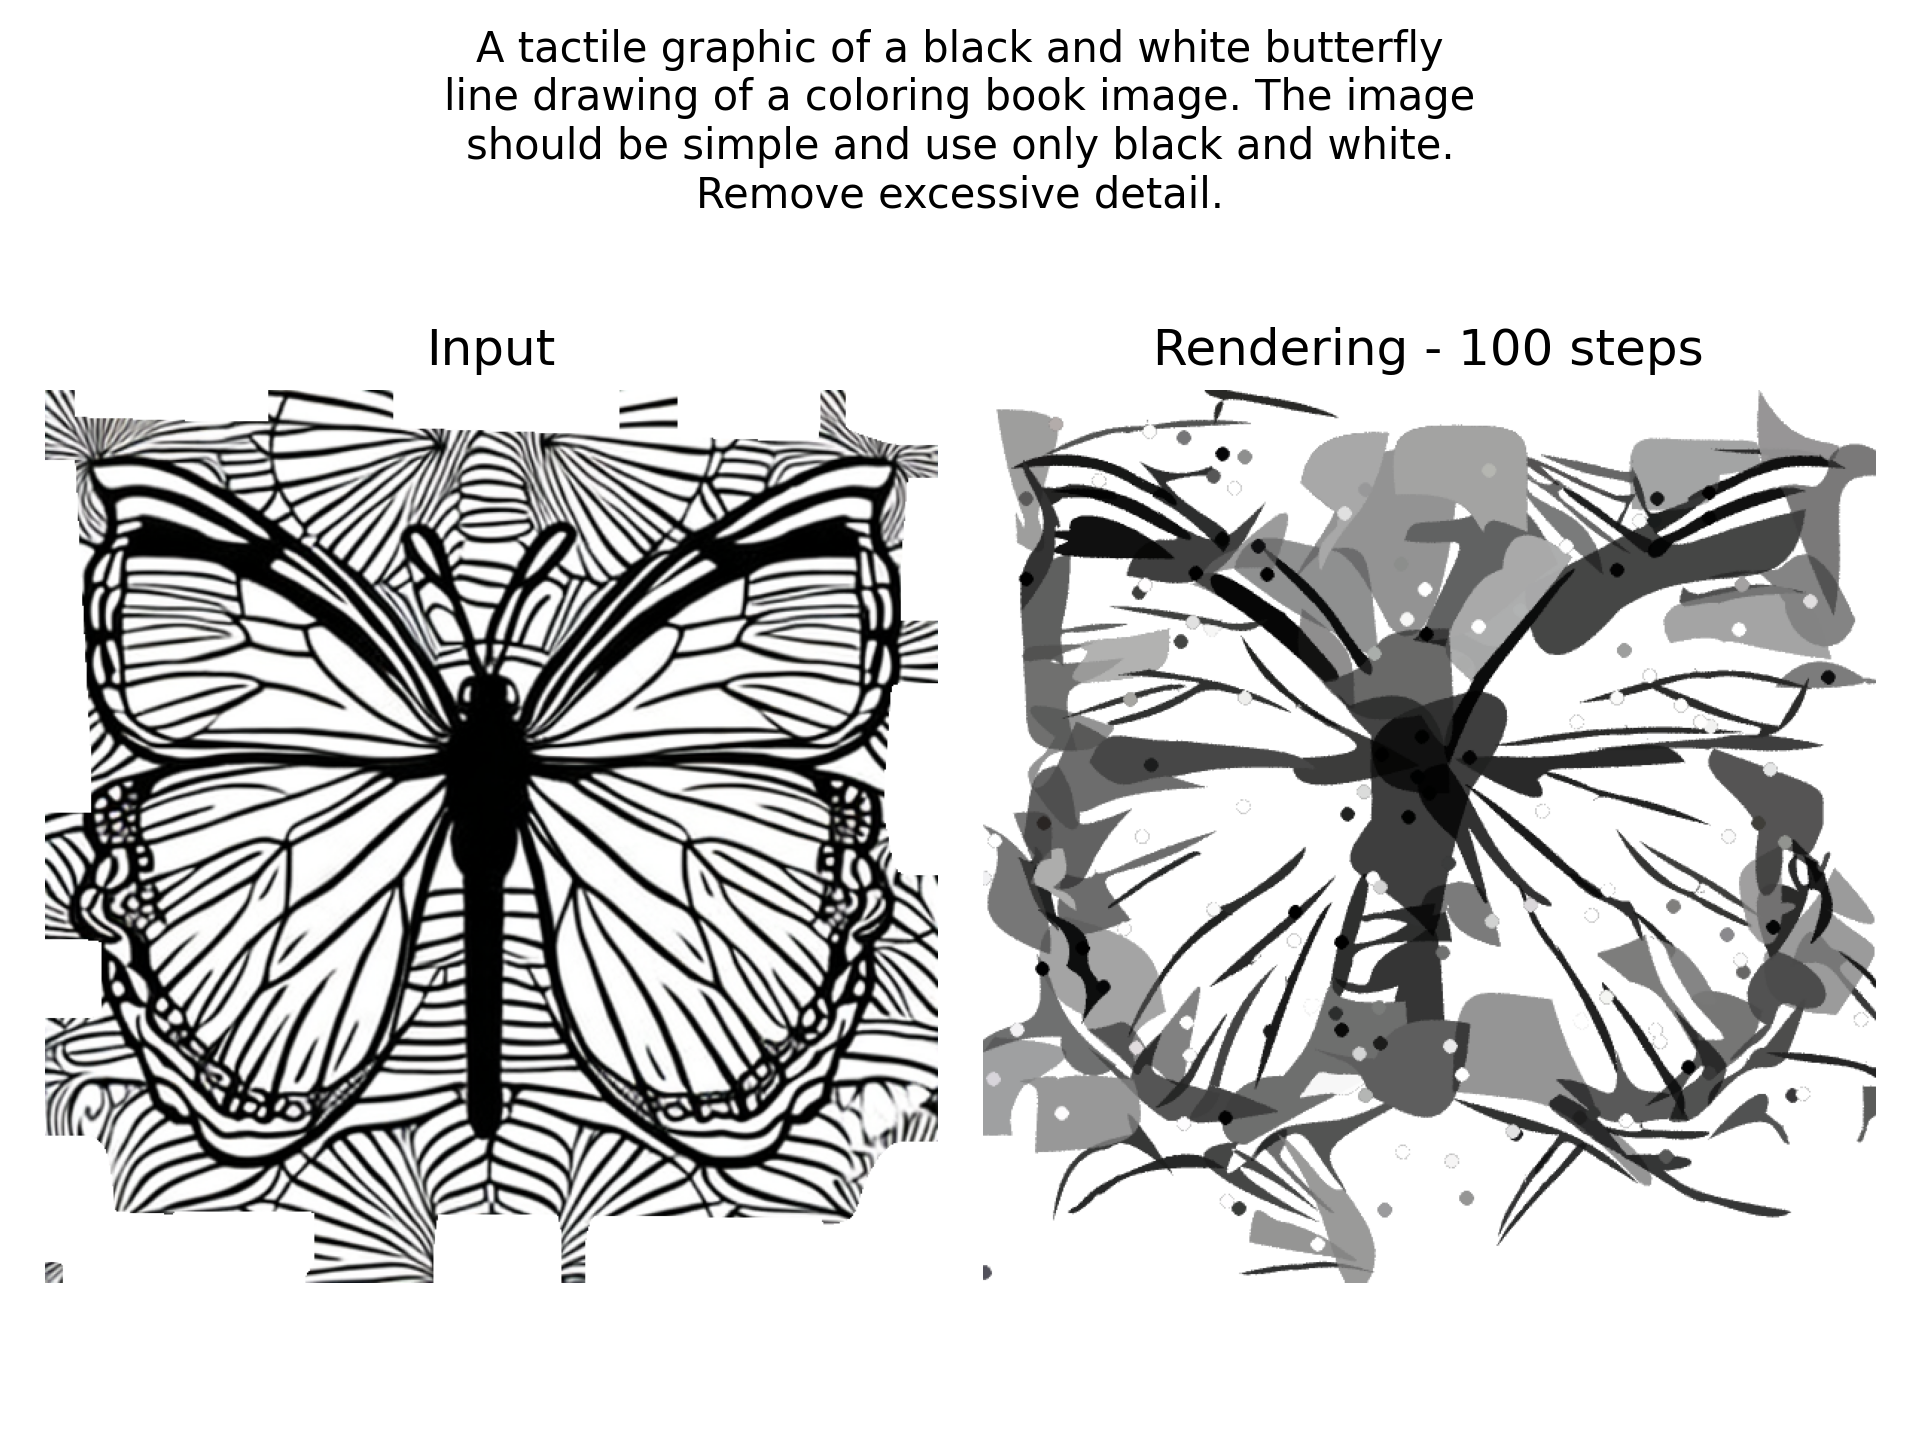 A tactile graphic of a black and white butterfly
line drawing of a coloring book image. The image
should be simple and use only black and white.
Remove excessive detail.
Input
Rendering - 100 steps